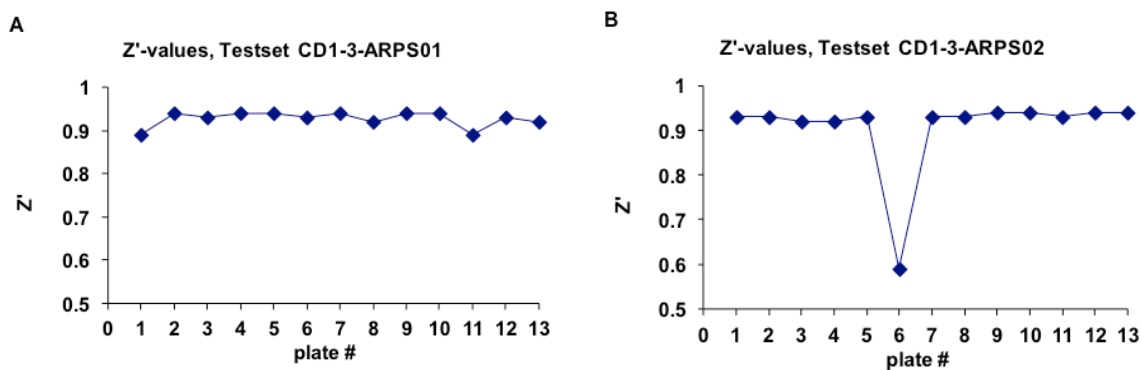 A
Z'-values, Testset CD1-3-ARPS01
1
0.9
0.8
0.7
0.6
0.5
Z'
0 1 2 3 4 5 6 7 8 9 10 11 12 13
plate #
B
Z'-values, Testset CD1-3-ARPS02
1
0.9
0.8
0.7
0.6
0.5
Z'
0 1 2 3 4 5 6 7 8 9 10 11 12 13
plate #